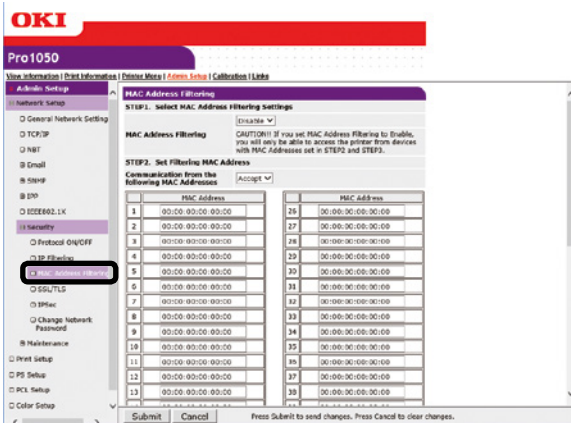 OKI
Pro1050
View Information | Print Information | Printer Menu | Admin Setup | Calibration | Links
Admin Setup
Network Setup
General Network Setting
TCP/IP
NBT
Email
SNMP
IPP
IEEE802.1X
Security
Protocol ON/OFF
IP Filtering
MAC Address Filtering
SSL/TLS
IPSec
Change Network
Password
Maintenance
Print Setup
PS Setup
PCL Setup
Color Setup
MAC Address Filtering
STEP1. Select MAC Address Filtering Settings
Disable
MAC Address Filtering
CAUTION!! If you set MAC Address Filtering to Enable,
you will only be able to access the printer from devices
with MAC Addresses set in STEP2 and STEP3.
STEP2. Set Filtering MAC Address
Communication from the
following MAC Addresses
Accept
MAC Address MAC Address
1 00:00:00:00:00:00 26 00:00:00:00:00:00
2 00:00:00:00:00:00 27 00:00:00:00:00:00
3 00:00:00:00:00:00 28 00:00:00:00:00:00
4 00:00:00:00:00:00 29 00:00:00:00:00:00
5 00:00:00:00:00:00 30 00:00:00:00:00:00
6 00:00:00:00:00:00 31 00:00:00:00:00:00
7 00:00:00:00:00:00 32 00:00:00:00:00:00
8 00:00:00:00:00:00 33 00:00:00:00:00:00
9 00:00:00:00:00:00 34 00:00:00:00:00:00
10 00:00:00:00:00:00 35 00:00:00:00:00:00
11 00:00:00:00:00:00 36 00:00:00:00:00:00
12 00:00:00:00:00:00 37 00:00:00:00:00:00
13 00:00:00:00:00:00 38 00:00:00:00:00:00
Submit Cancel Press Submit to send changes. Press Cancel to clear changes.